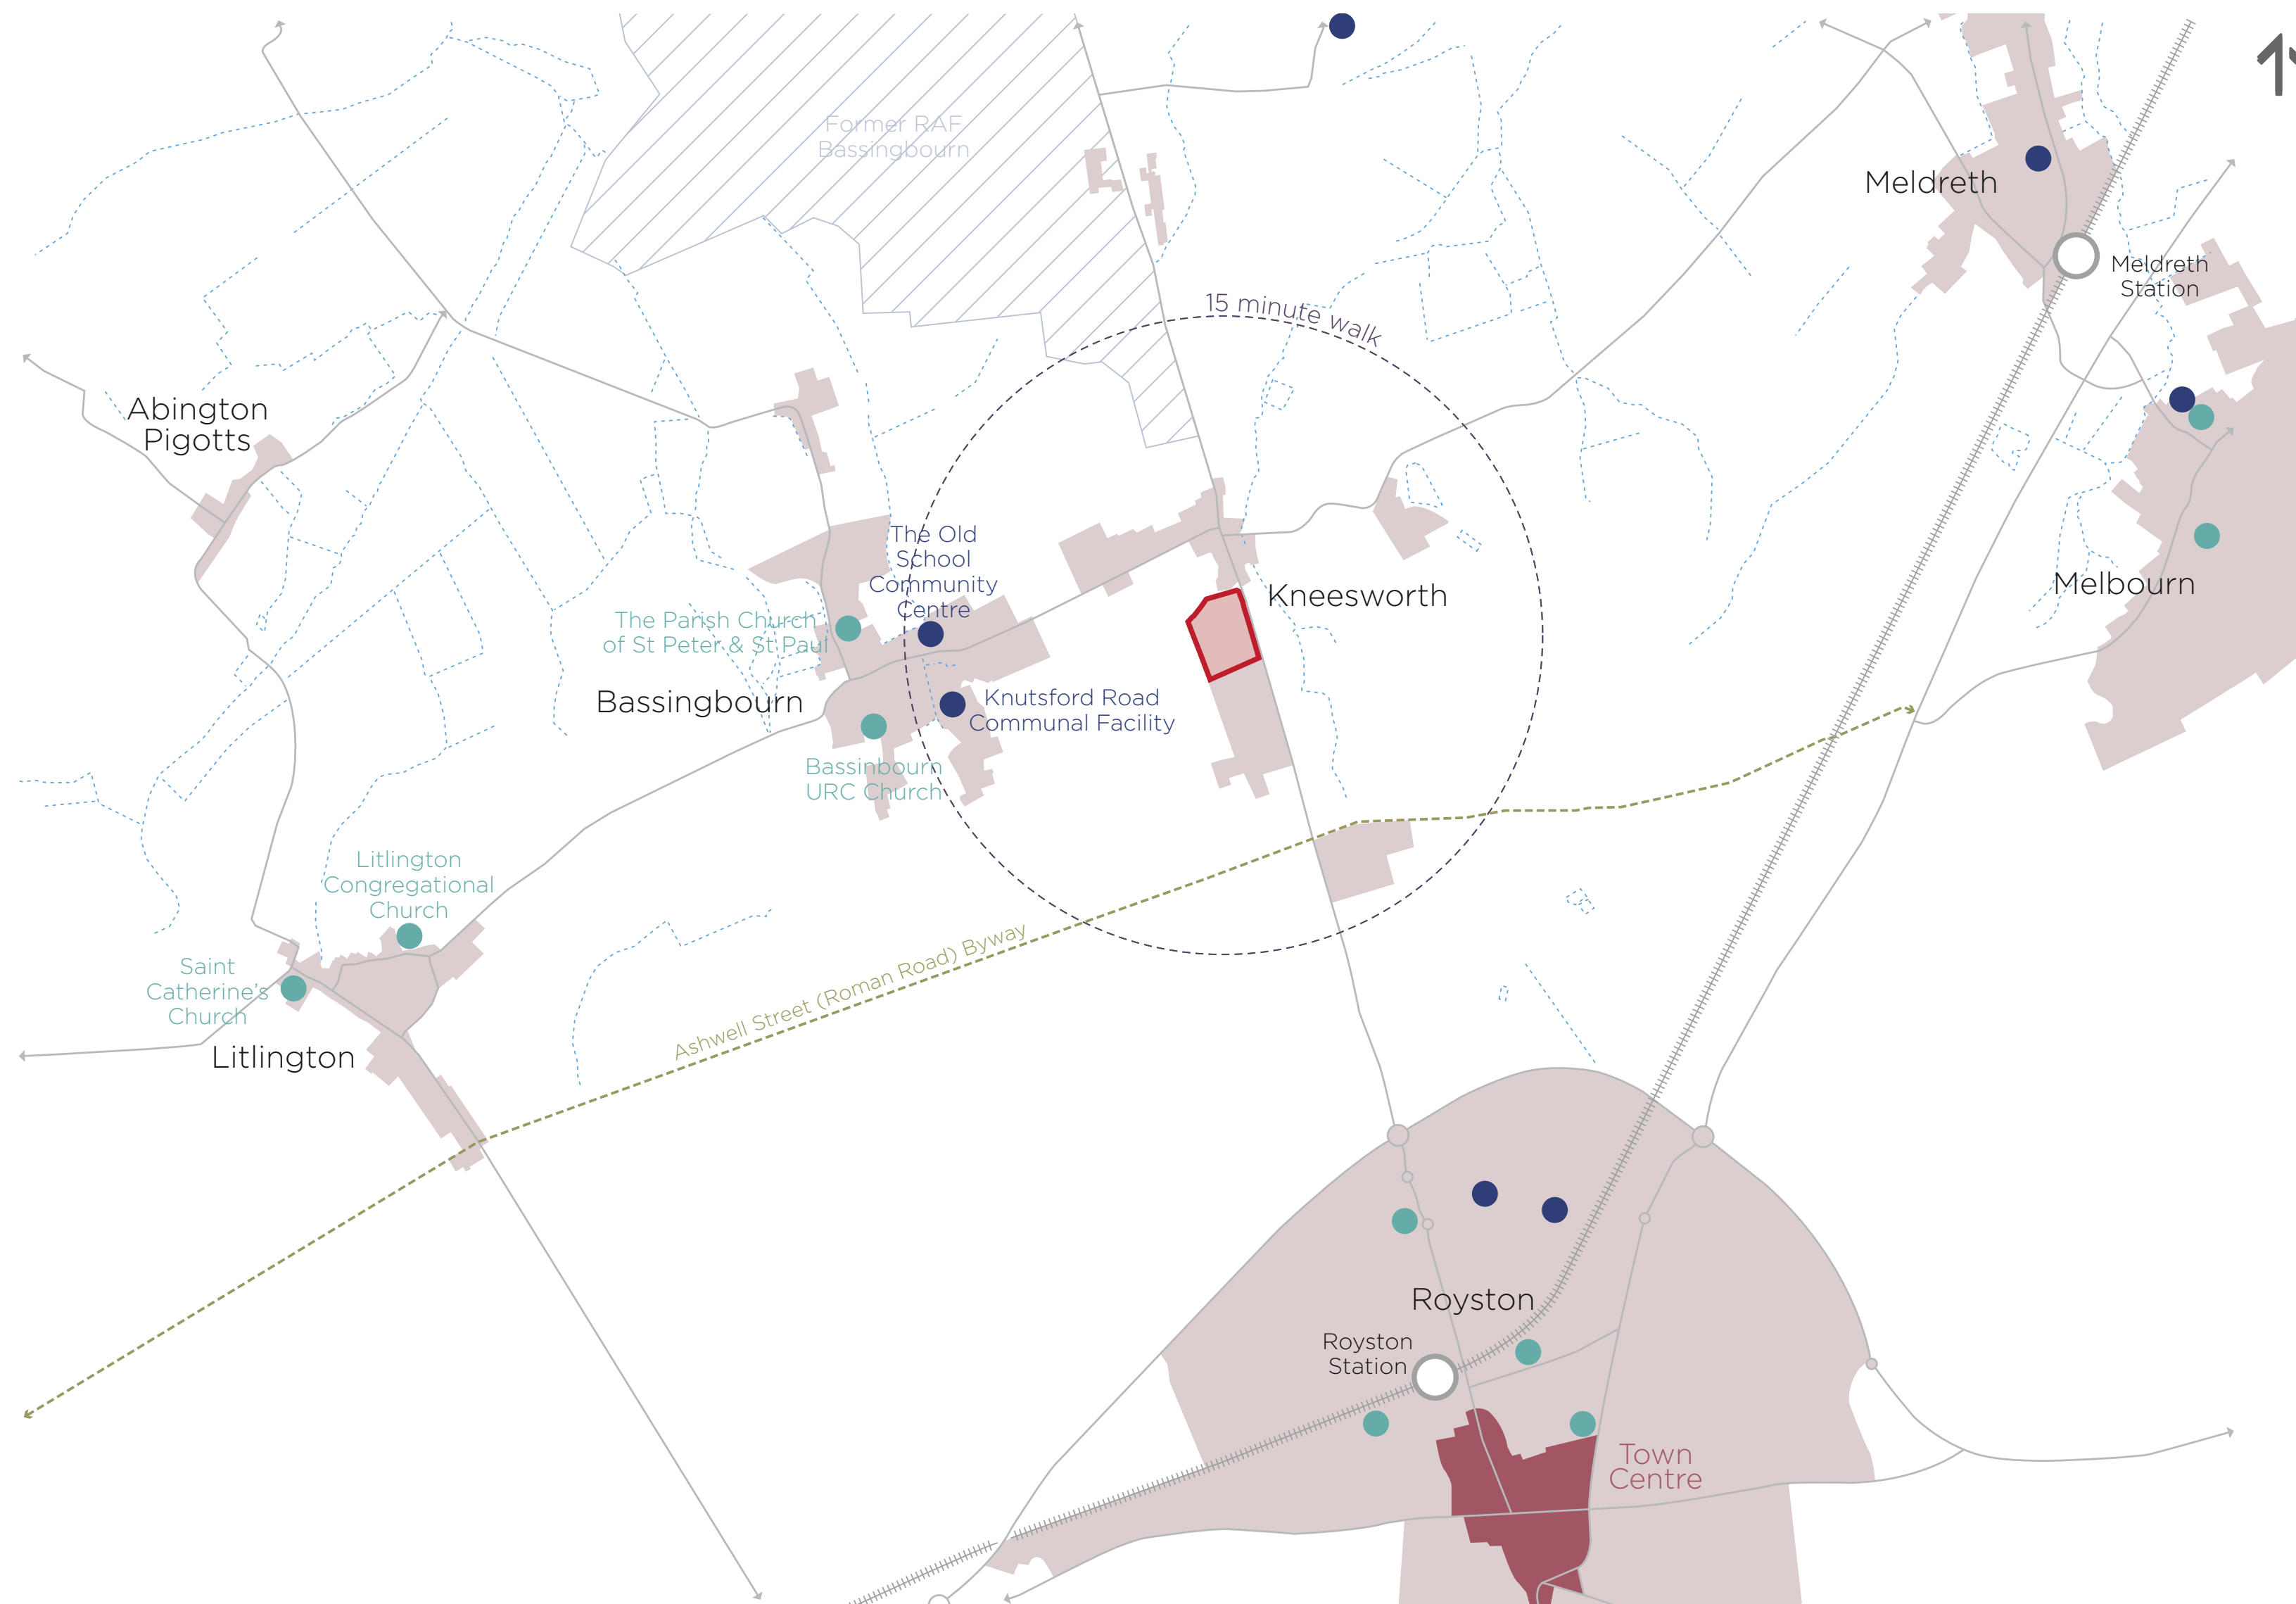 Former RAF
Bassingbourn
Meldreth
Meldreth
Station
15 minute walk
Abington
Pigotts
The Old
School
Community
Centre
Kneesworth
Melbourn
The Parish Church
of St Peter & St Paul
Bassingbourn
Knutsford Road
Communal Facility
Bassinbourn
URC Church
Litlington
Congregational
Church
Ashwell Street (Roman Road) Byway
Saint
Catherine's
Church
Litlington
Royston
Royston
Station
Town
Centre